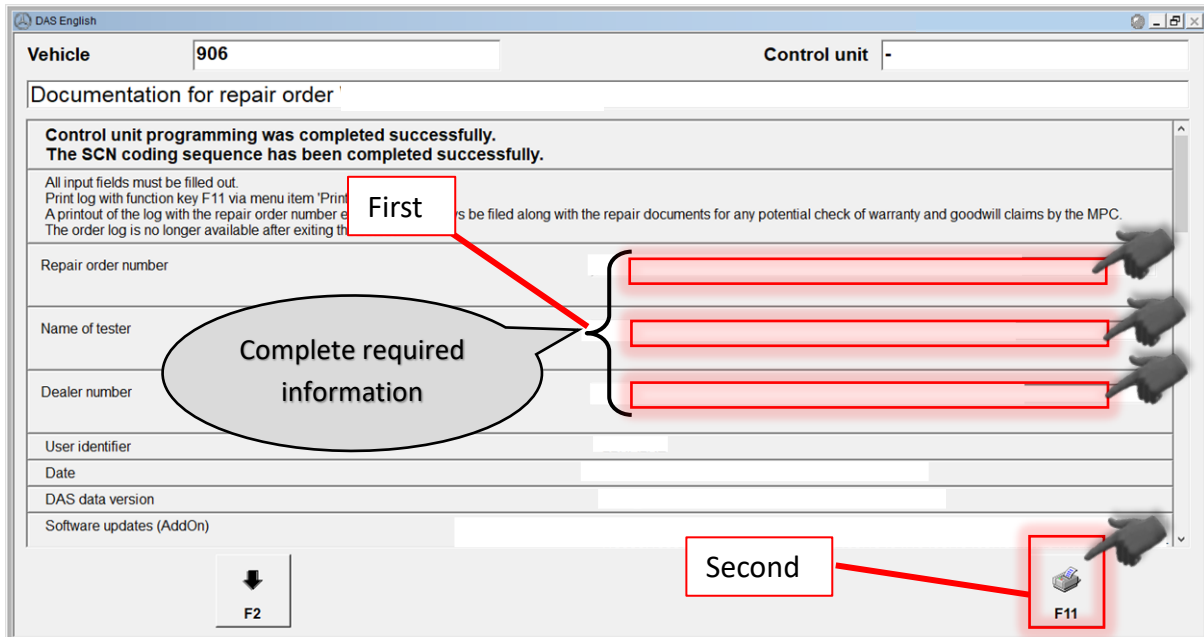 DAS English
Vehicle 906 Control unit -
Documentation for repair order '
Control unit programming was completed successfully.
The SCN coding sequence has been completed successfully.
All input fields must be filled out.
Print log with function key F11 via menu item 'Print
A printout of the log with the repair order number e s be filed along with the repair documents for any potential check of warranty and goodwill claims by the MPC.
The order log is no longer available after exiting th
First
Repair order number
Name of tester
Complete required
information
Dealer number
User identifier
Date
DAS data version
Software updates (AddOn)
Second
F2 F11